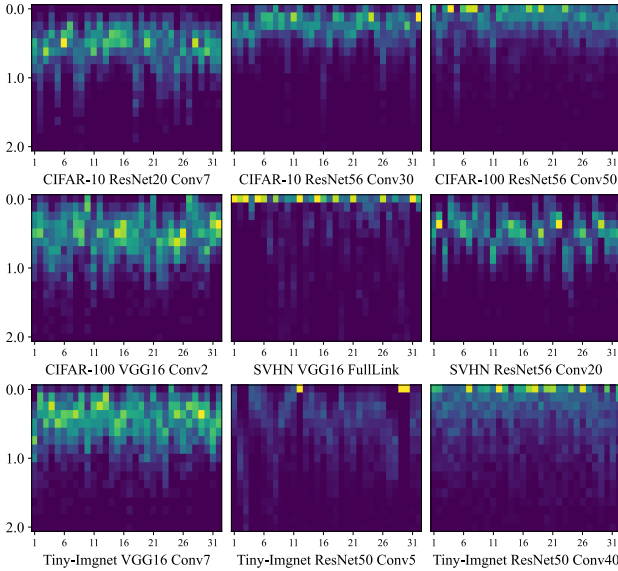 0.0
1.0
2.0
1 6 11 16 21 26 31
1 6 11 16 21 26 31
1 6 11 16 21 26 31
CIFAR-10 ResNet20 Conv7
CIFAR-10 ResNet56 Conv30
CIFAR-100 ResNet56 Conv50
0.0
1.0
2.0
1 6 11 16 21 26 31
1 6 11 16 21 26 31
1 6 11 16 21 26 31
CIFAR-100 VGG16 Conv2
SVHN VGG16 FullLink
SVHN ResNet56 Conv20
0.0
1.0
2.0
1 6 11 16 21 26 31
1 6 11 16 21 26 31
1 6 11 16 21 26 31
Tiny-Imgnet VGG16 Conv7
Tiny-Imgnet ResNet50 Conv5
Tiny-Imgnet ResNet50 Conv40